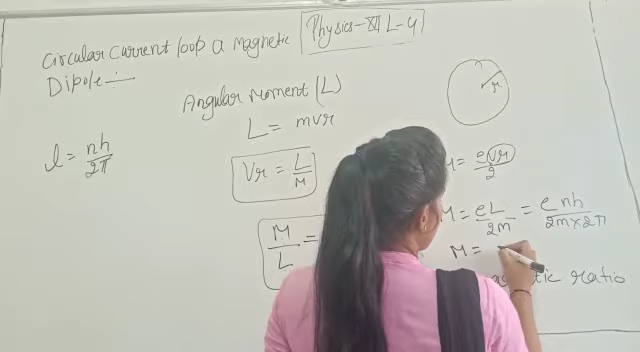 Circular current loop a magnetic
Dipole :—
Physics-XII L-4
Angular Moment (L)
L = mvr
l = nh/2π
Vr = L/M
M/L =
r
= evr/2
M = eL/2m = e nh/2m×2π
M =
tic ratio